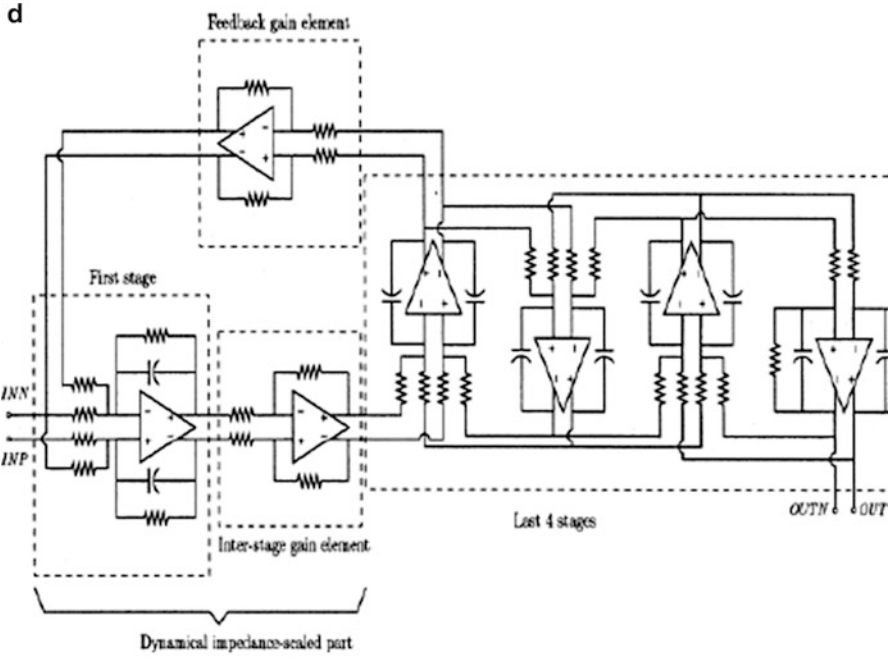 d
Feedback gain element
First stage
INN
INP
Inter-stage gain element
Last 4 stages
OUTN
OUT
Dynamical impedance-scaled part